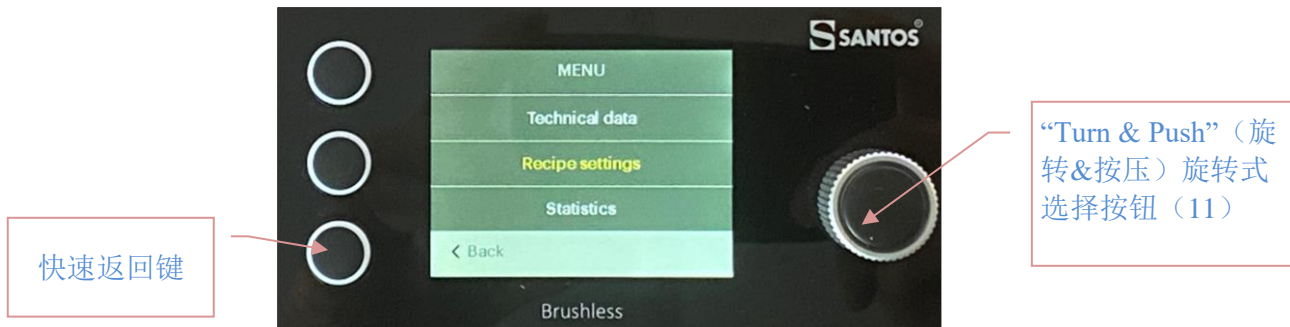 SANTOS®
MENU
Technical data
Recipe settings
Statistics
< Back
Brushless
快速返回键
“Turn & Push”（旋
转&按压）旋转式
选择按钮（11）